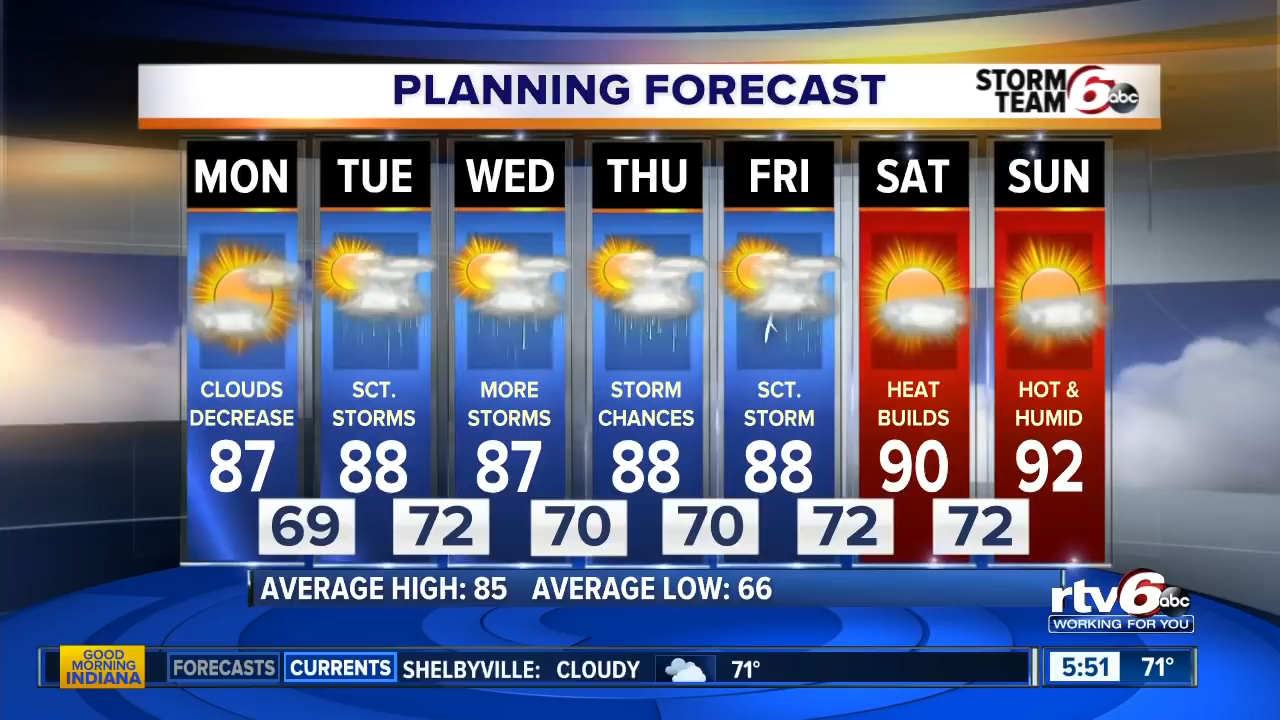 PLANNING FORECAST
STORM
TEAM 6 abc
MON TUE WED THU FRI SAT SUN
CLOUDS DECREASE
SCT. STORMS
MORE STORMS
STORM CHANCES
SCT. STORM
HEAT BUILDS
HOT & HUMID
87 88 87 88 88 90 92
69 72 70 70 72 72
AVERAGE HIGH: 85 AVERAGE LOW: 66
rtv6 abc
WORKING FOR YOU
GOOD
MORNING
INDIANA
FORECASTS CURRENTS SHELBYVILLE: CLOUDY 71° 5:51 71°